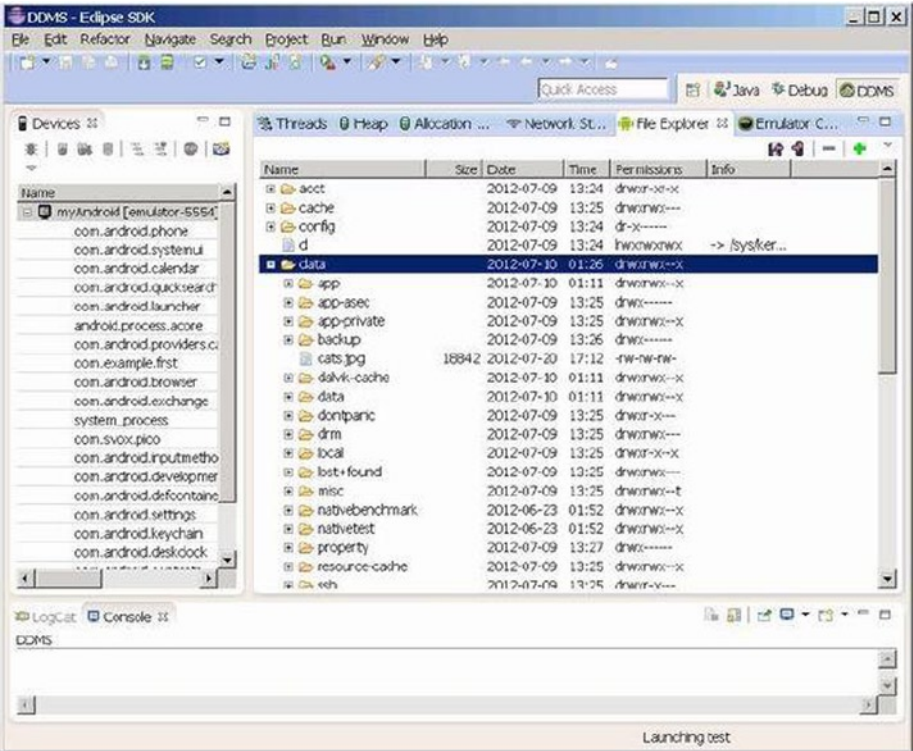 DDMS - Eclipse SDK
File Edit Refactor Navigate Search Project Run Window Help
Quick Access
Java Debug DDMS
Devices
Name
myAndroid [emulator-5554]
com.android.phone
com.android.systemui
com.android.calendar
com.android.quicksearch
com.android.launcher
android.process.acore
com.android.providers.ca
com.example.first
com.android.browser
com.android.exchange
system_process
com.svox.pico
com.android.inputmetho
com.android.developmer
com.android.defcontaine
com.android.settings
com.android.keychain
com.android.deskclock
Threads Heap Allocation ... Network St... File Explorer Emulator C...
Name Size Date Time Permissions Info
acct 2012-07-09 13:24 drwxr-xr-x
cache 2012-07-09 13:25 drwxrwx---
config 2012-07-09 13:24 dr-x------
d 2012-07-09 13:24 lrwxrwxrwx -> /sys/ker...
data 2012-07-10 01:26 drwxrwx--x
app 2012-07-10 01:11 drwxrwx--x
app-asec 2012-07-09 13:25 drwx------
app-private 2012-07-09 13:25 drwxrwx--x
backup 2012-07-09 13:26 drwx------
cats.jpg 18842 2012-07-20 17:12 -rw-rw-rw-
dalvik-cache 2012-07-10 01:11 drwxrwx--x
data 2012-07-10 01:11 drwxrwx--x
dontpanic 2012-07-09 13:25 drwxr-x---
drm 2012-07-09 13:25 drwxrwx---
local 2012-07-09 13:25 drwxr-x--x
lost+found 2012-07-09 13:25 drwxrwx---
misc 2012-07-09 13:25 drwxrwx--t
nativebenchmark 2012-06-23 01:52 drwxrwx--x
nativetest 2012-06-23 01:52 drwxrwx--x
property 2012-07-09 13:27 drwx------
resource-cache 2012-07-09 13:25 drwxrwx--x
ssh 2012-07-09 13:25 drwxr-x---
LogCat Console
DDMS
Launching test